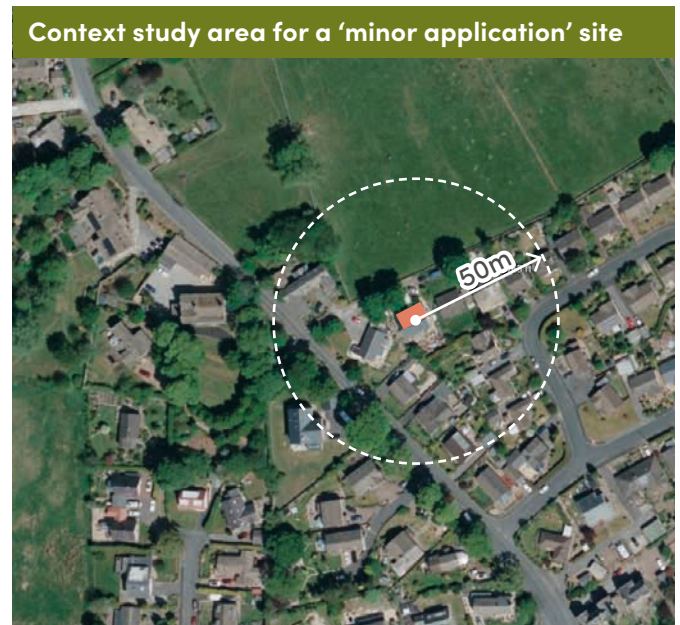 Context study area for a ‘minor application’ site
50m